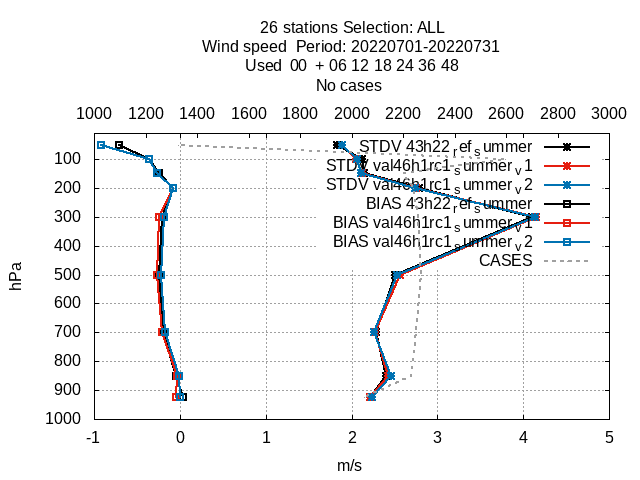 26 stations Selection: ALL
Wind speed  Period: 20220701-20220731
Used  00  + 06 12 18 24 36 48
No cases
1000 1200 1400 1600 1800 2000 2200 2400 2600 2800 3000
STDV 43h22_ref_summer
100
STDV val46h1rc1_summer_v1
STDV val46h1rc1_summer_v2
200
BIAS 43h22_ref_summer
300
BIAS val46h1rc1_summer_v1
BIAS val46h1rc1_summer_v2
400
CASES
hPa
500
600
700
800
900
1000
-1 0 1 2 3 4 5
m/s